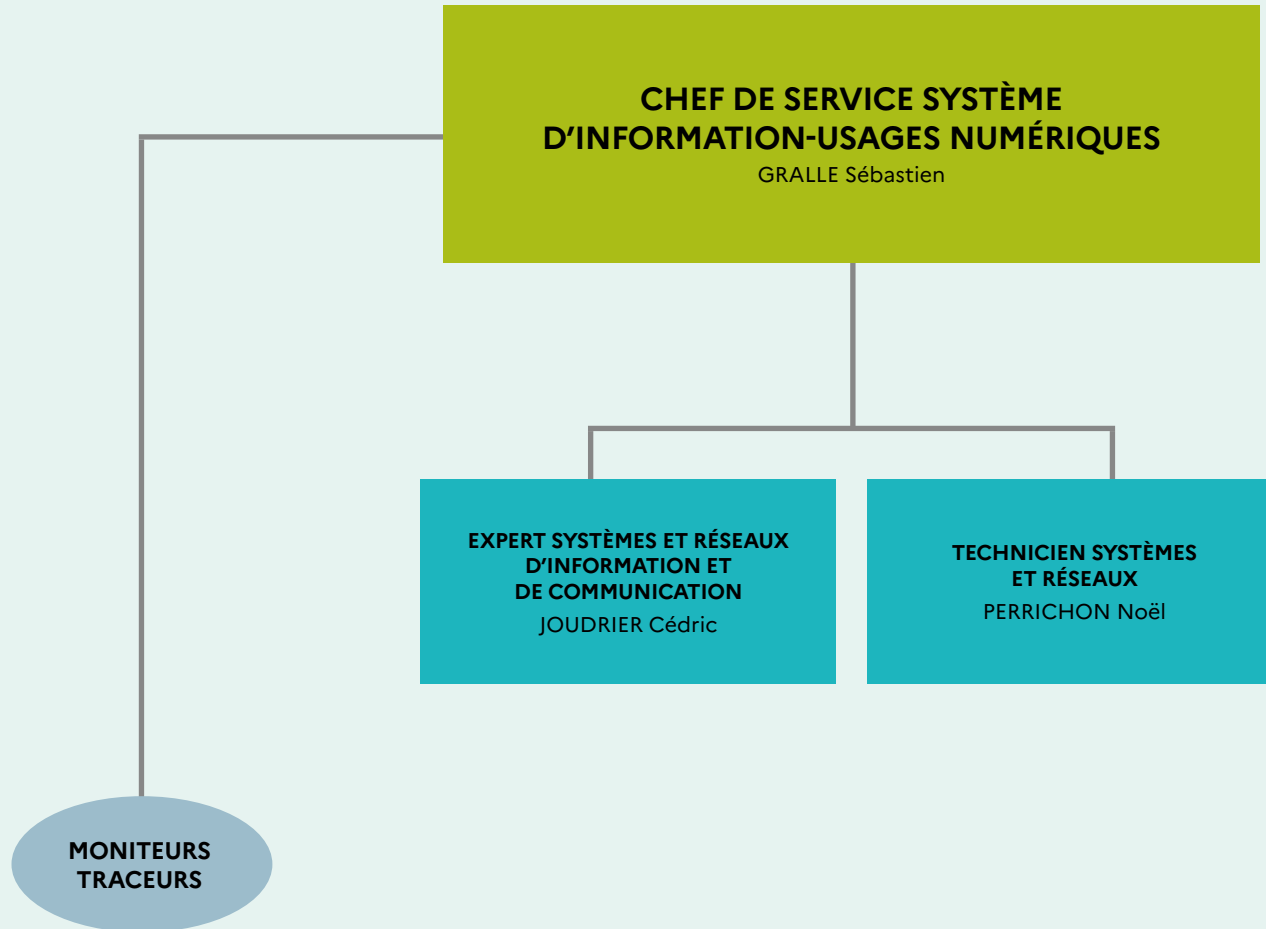 CHEF DE SERVICE SYSTÈME
D’INFORMATION-USAGES NUMÉRIQUES
GRALLE Sébastien
EXPERT SYSTÈMES ET RÉSEAUX
D’INFORMATION ET
DE COMMUNICATION
JOUDRIER Cédric
TECHNICIEN SYSTÈMES
ET RÉSEAUX
PERRICHON Noël
MONITEURS
TRACEURS